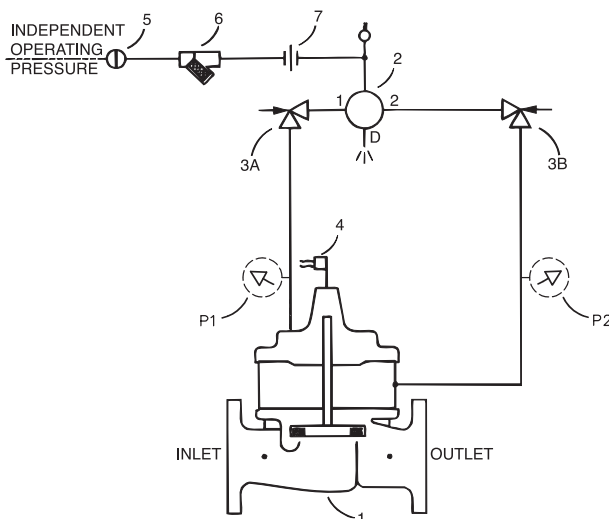 INDEPENDENT
OPERATING
PRESSURE
5
6
7
2
1
2
D
3A
3B
4
P1
P2
INLET
OUTLET
1